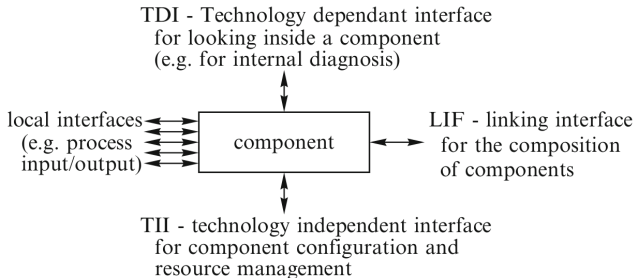 TDI - Technology dependant interface
for looking inside a component
(e.g. for internal diagnosis)
local interfaces
(e.g. process
input/output)
component
LIF - linking interface
for the composition
of components
TII - technology independent interface
for component configuration and
resource management